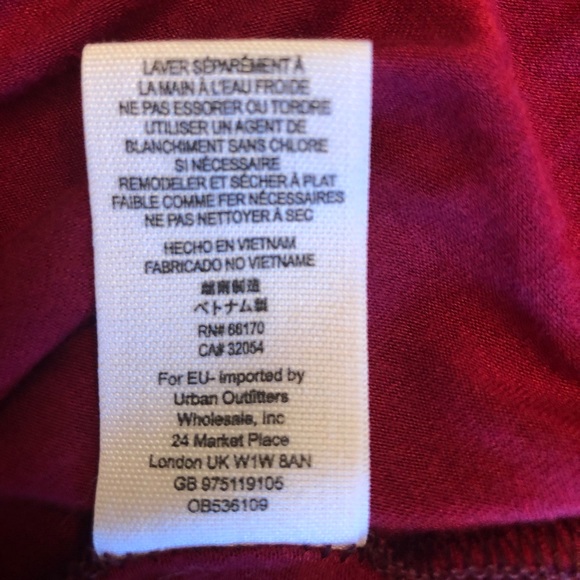 LAVER SÉPARÉMENT À
LA MAIN À L'EAU FROIDE
NE PAS ESSORER OU TORDRE
UTILISER UN AGENT DE
BLANCHIMENT SANS CHLORE
SI NÉCESSAIRE
REMODELER ET SÉCHER À PLAT
FAIBLE COMME FER NÉCESSAIRES
NE PAS NETTOYER À SEC
HECHO EN VIETNAM
FABRICADO NO VIETNAME
越南制造
ベトナム製
RN# 66170
CA# 32054
For EU- imported by
Urban Outfitters
Wholesale, Inc
24 Market Place
London UK W1W 8AN
GB 975119105
OB536109